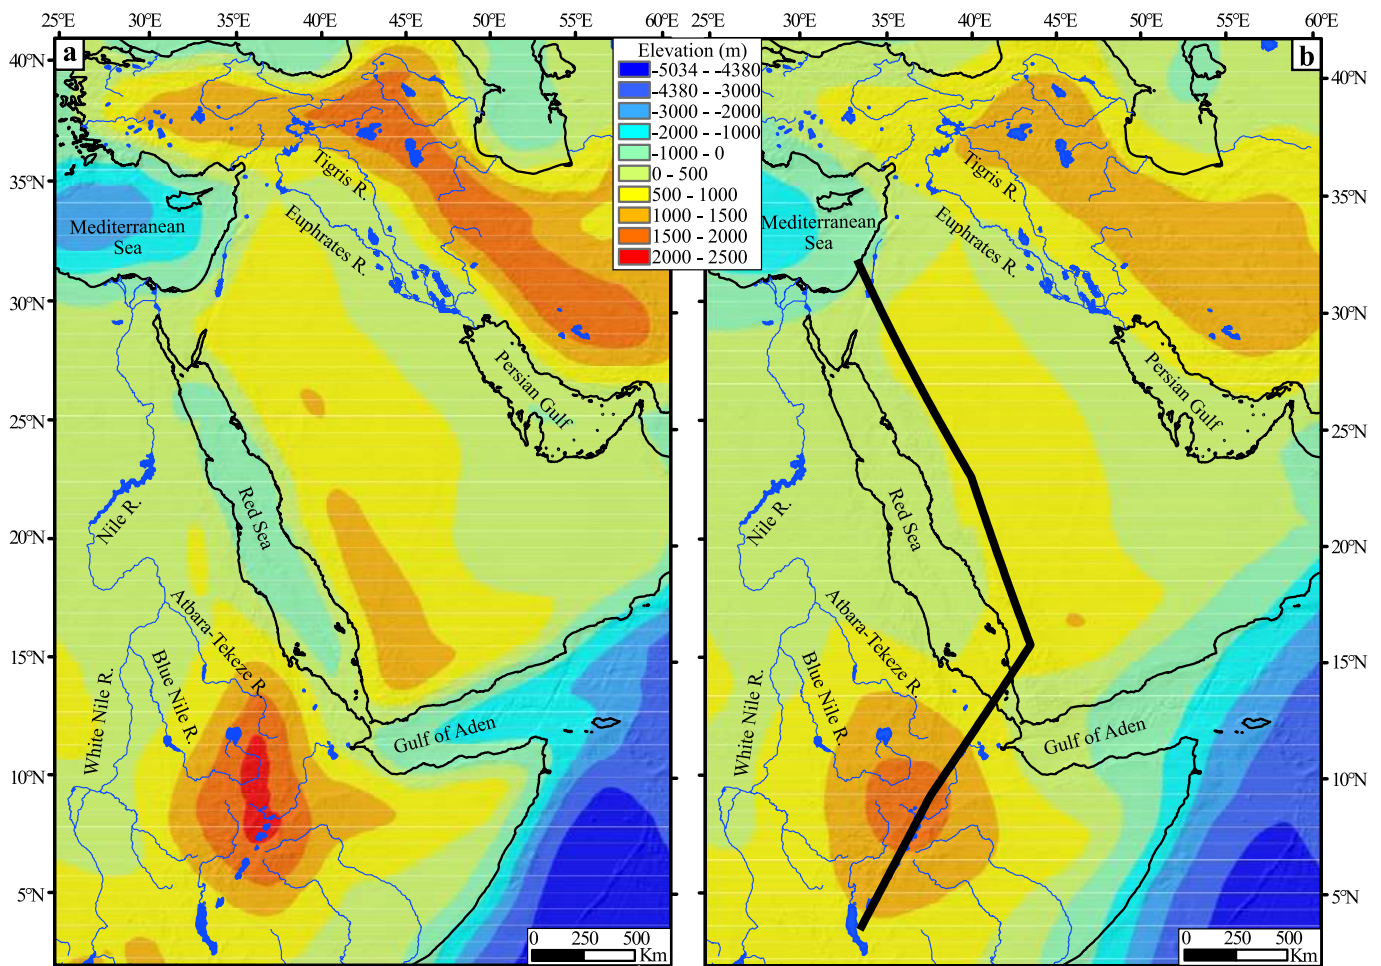 25°E 30°E 35°E 40°E 45°E 50°E 55°E 60°E 25°E 30°E 35°E 40°E 45°E 50°E 55°E 60°E
a
b
Elevation (m)
-5034 - -4380
-4380 - -3000
-3000 - -2000
-2000 - -1000
-1000 - 0
0 - 500
500 - 1000
1000 - 1500
1500 - 2000
2000 - 2500
40°N
35°N
30°N
25°N
20°N
15°N
10°N
5°N
Mediterranean
Sea
Tigris R.
Euphrates R.
Persian Gulf
Nile R.
Red Sea
Atbara-Tekeze R.
Blue Nile R.
White Nile R.
Gulf of Aden
0 250 500
Km
Mediterranean
Sea
Tigris R.
Euphrates R.
Persian Gulf
Nile R.
Red Sea
Atbara-Tekeze R.
Blue Nile R.
White Nile R.
Gulf of Aden
0 250 500
Km
40°N
35°N
30°N
25°N
20°N
15°N
10°N
5°N